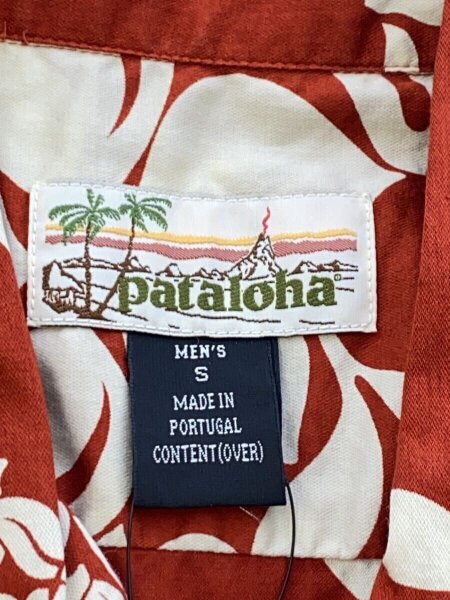 pataloha®
MEN'S
S
MADE IN
PORTUGAL
CONTENT(OVER)